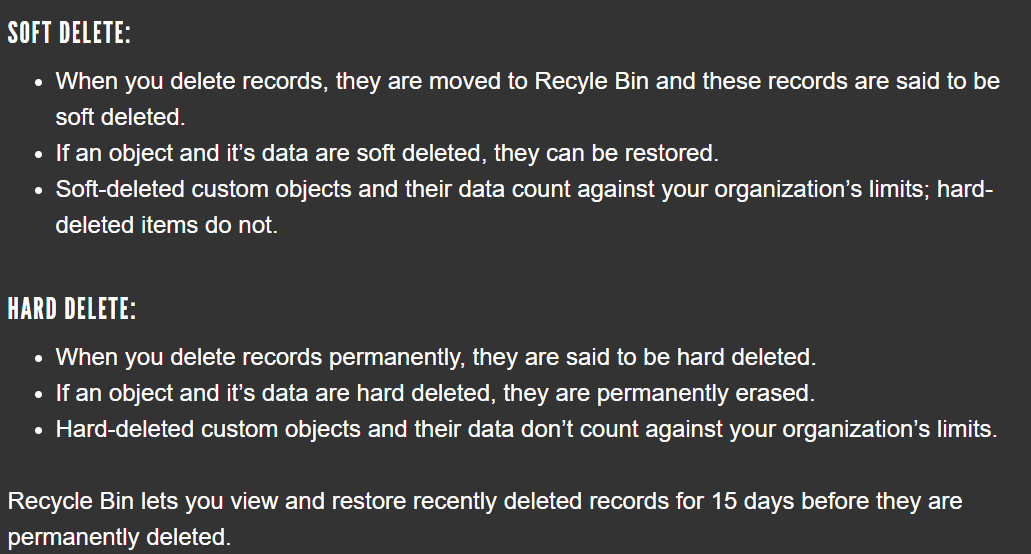 SOFT DELETE:
• When you delete records, they are moved to Recyle Bin and these records are said to be
soft deleted.
• If an object and it’s data are soft deleted, they can be restored.
• Soft-deleted custom objects and their data count against your organization’s limits; hard-
deleted items do not.
HARD DELETE:
• When you delete records permanently, they are said to be hard deleted.
• If an object and it’s data are hard deleted, they are permanently erased.
• Hard-deleted custom objects and their data don’t count against your organization’s limits.
Recycle Bin lets you view and restore recently deleted records for 15 days before they are
permanently deleted.